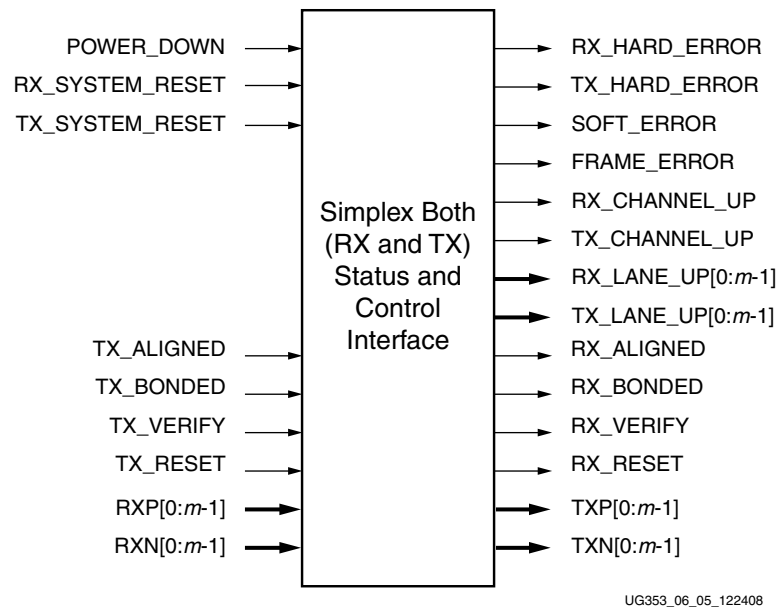 POWER_DOWN
RX_SYSTEM_RESET
TX_SYSTEM_RESET
TX_ALIGNED
TX_BONDED
TX_VERIFY
TX_RESET
RXP[0:m-1]
RXN[0:m-1]
Simplex Both
(RX and TX)
Status and
Control
Interface
RX_HARD_ERROR
TX_HARD_ERROR
SOFT_ERROR
FRAME_ERROR
RX_CHANNEL_UP
TX_CHANNEL_UP
RX_LANE_UP[0:m-1]
TX_LANE_UP[0:m-1]
RX_ALIGNED
RX_BONDED
RX_VERIFY
RX_RESET
TXP[0:m-1]
TXN[0:m-1]
UG353_06_05_122408